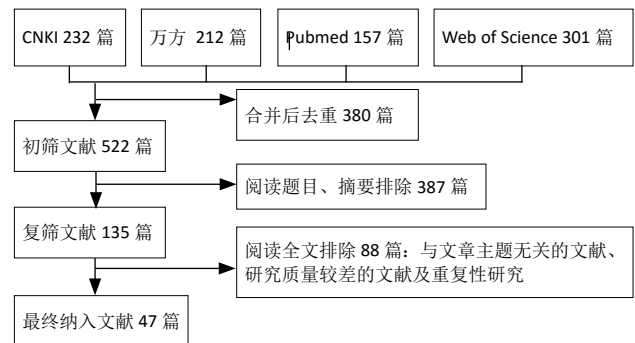 CNKI 232 篇
万方 212 篇
Pubmed 157 篇
Web of Science 301 篇
合并后去重 380 篇
初筛文献 522 篇
阅读题目、摘要排除 387 篇
复筛文献 135 篇
阅读全文排除 88 篇：与文章主题无关的文献、
研究质量较差的文献及重复性研究
最终纳入文献 47 篇